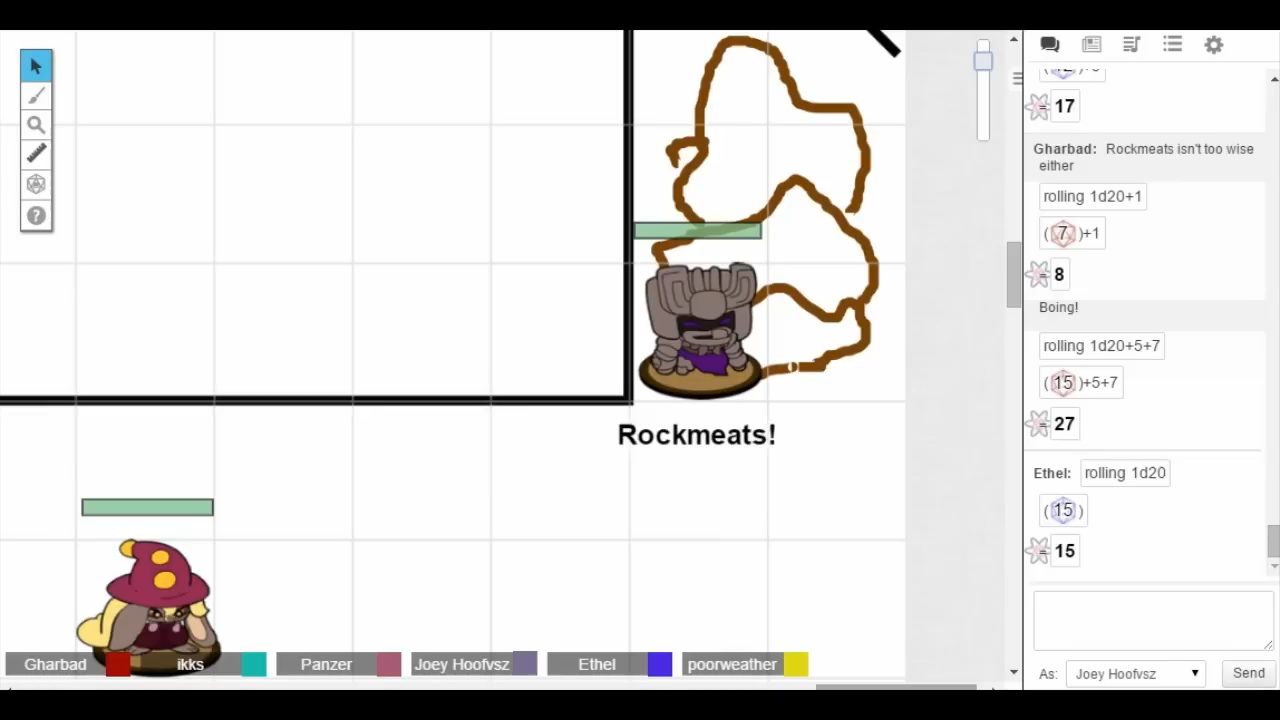 17
Gharbad: Rockmeats isn't too wise
either
rolling 1d20+1
(7)+1
= 8
Boing!
rolling 1d20+5+7
(15)+5+7
= 27
Ethel: rolling 1d20
(15)
= 15
Rockmeats!
Gharbad ikks Panzer Joey Hoofvsz Ethel poorweather
As: Joey Hoofvsz Send